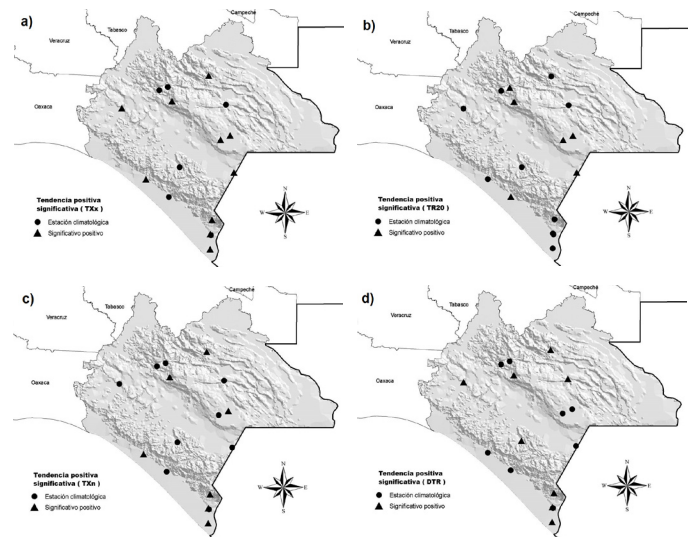 a)
Campeche
Tabasco
Veracruz
Oaxaca
Tendencia positiva
significativa ( TXx )
Estación climatológica
Significativo positivo
N
W
E
S
b)
Campeche
Tabasco
Veracruz
Oaxaca
Tendencia positiva
significativa ( TR20 )
Estación climatológica
Significativo positivo
N
W
E
S
c)
Campeche
Tabasco
Veracruz
Oaxaca
Tendencia positiva
significativa ( TXn )
Estación climatológica
Significativo positivo
N
W
E
S
d)
Campeche
Tabasco
Veracruz
Oaxaca
Tendencia positiva
significativa ( DTR )
Estación climatológica
Significativo positivo
N
W
E
S